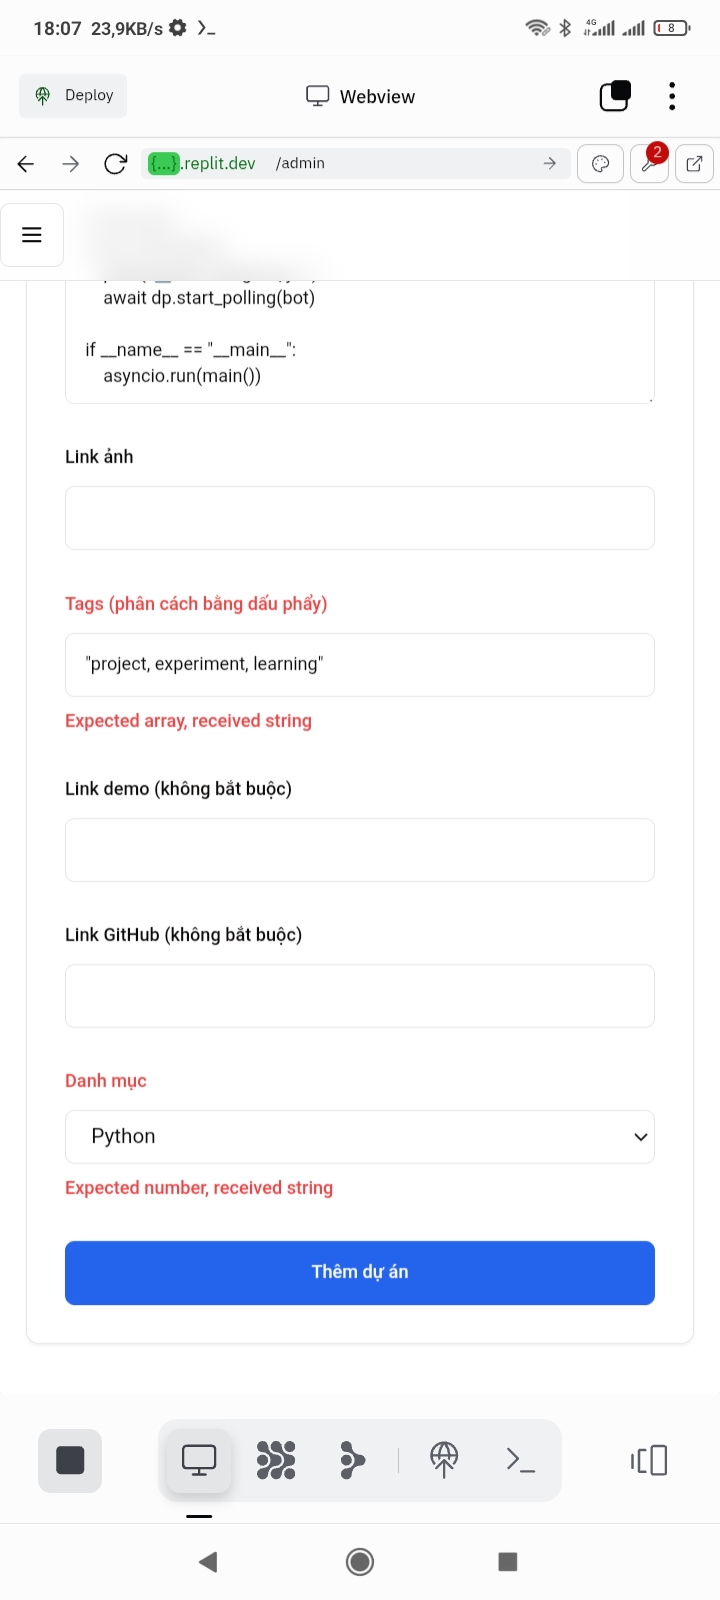 18:07 23,9KB/s
4G
8
Deploy
Webview
{...}.replit.dev /admin
2
await dp.start_polling(bot)
if __name__ == "__main__":
asyncio.run(main())
Link ảnh
Tags (phân cách bằng dấu phẩy)
"project, experiment, learning"
Expected array, received string
Link demo (không bắt buộc)
Link GitHub (không bắt buộc)
Danh mục
Python
Expected number, received string
Thêm dự án